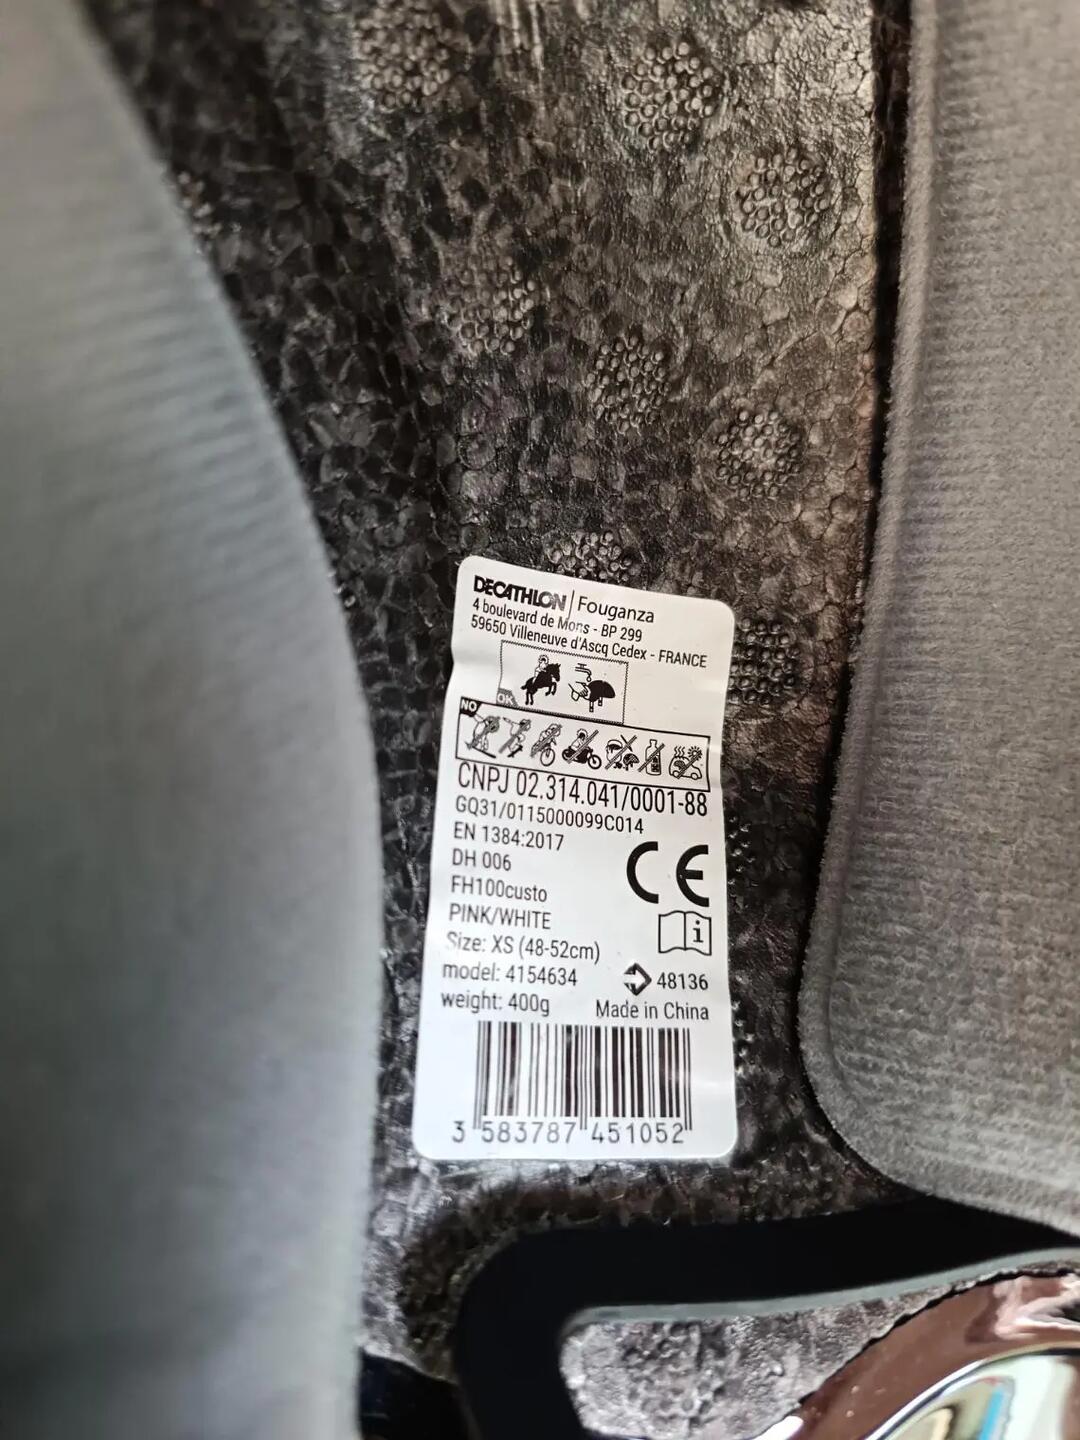 DECATHLON | Fouganza
4 boulevard de Mons - BP 299
59650 Villeneuve d'Ascq Cedex - FRANCE
OK
NO
CNPJ 02.314.041/0001-88
GQ31/0115000099C014
EN 1384:2017
DH 006
CE
FH100custo
PINK/WHITE
i
Size: XS (48-52cm)
model: 4154634
48136
weight: 400g
Made in China
3 583787 451052